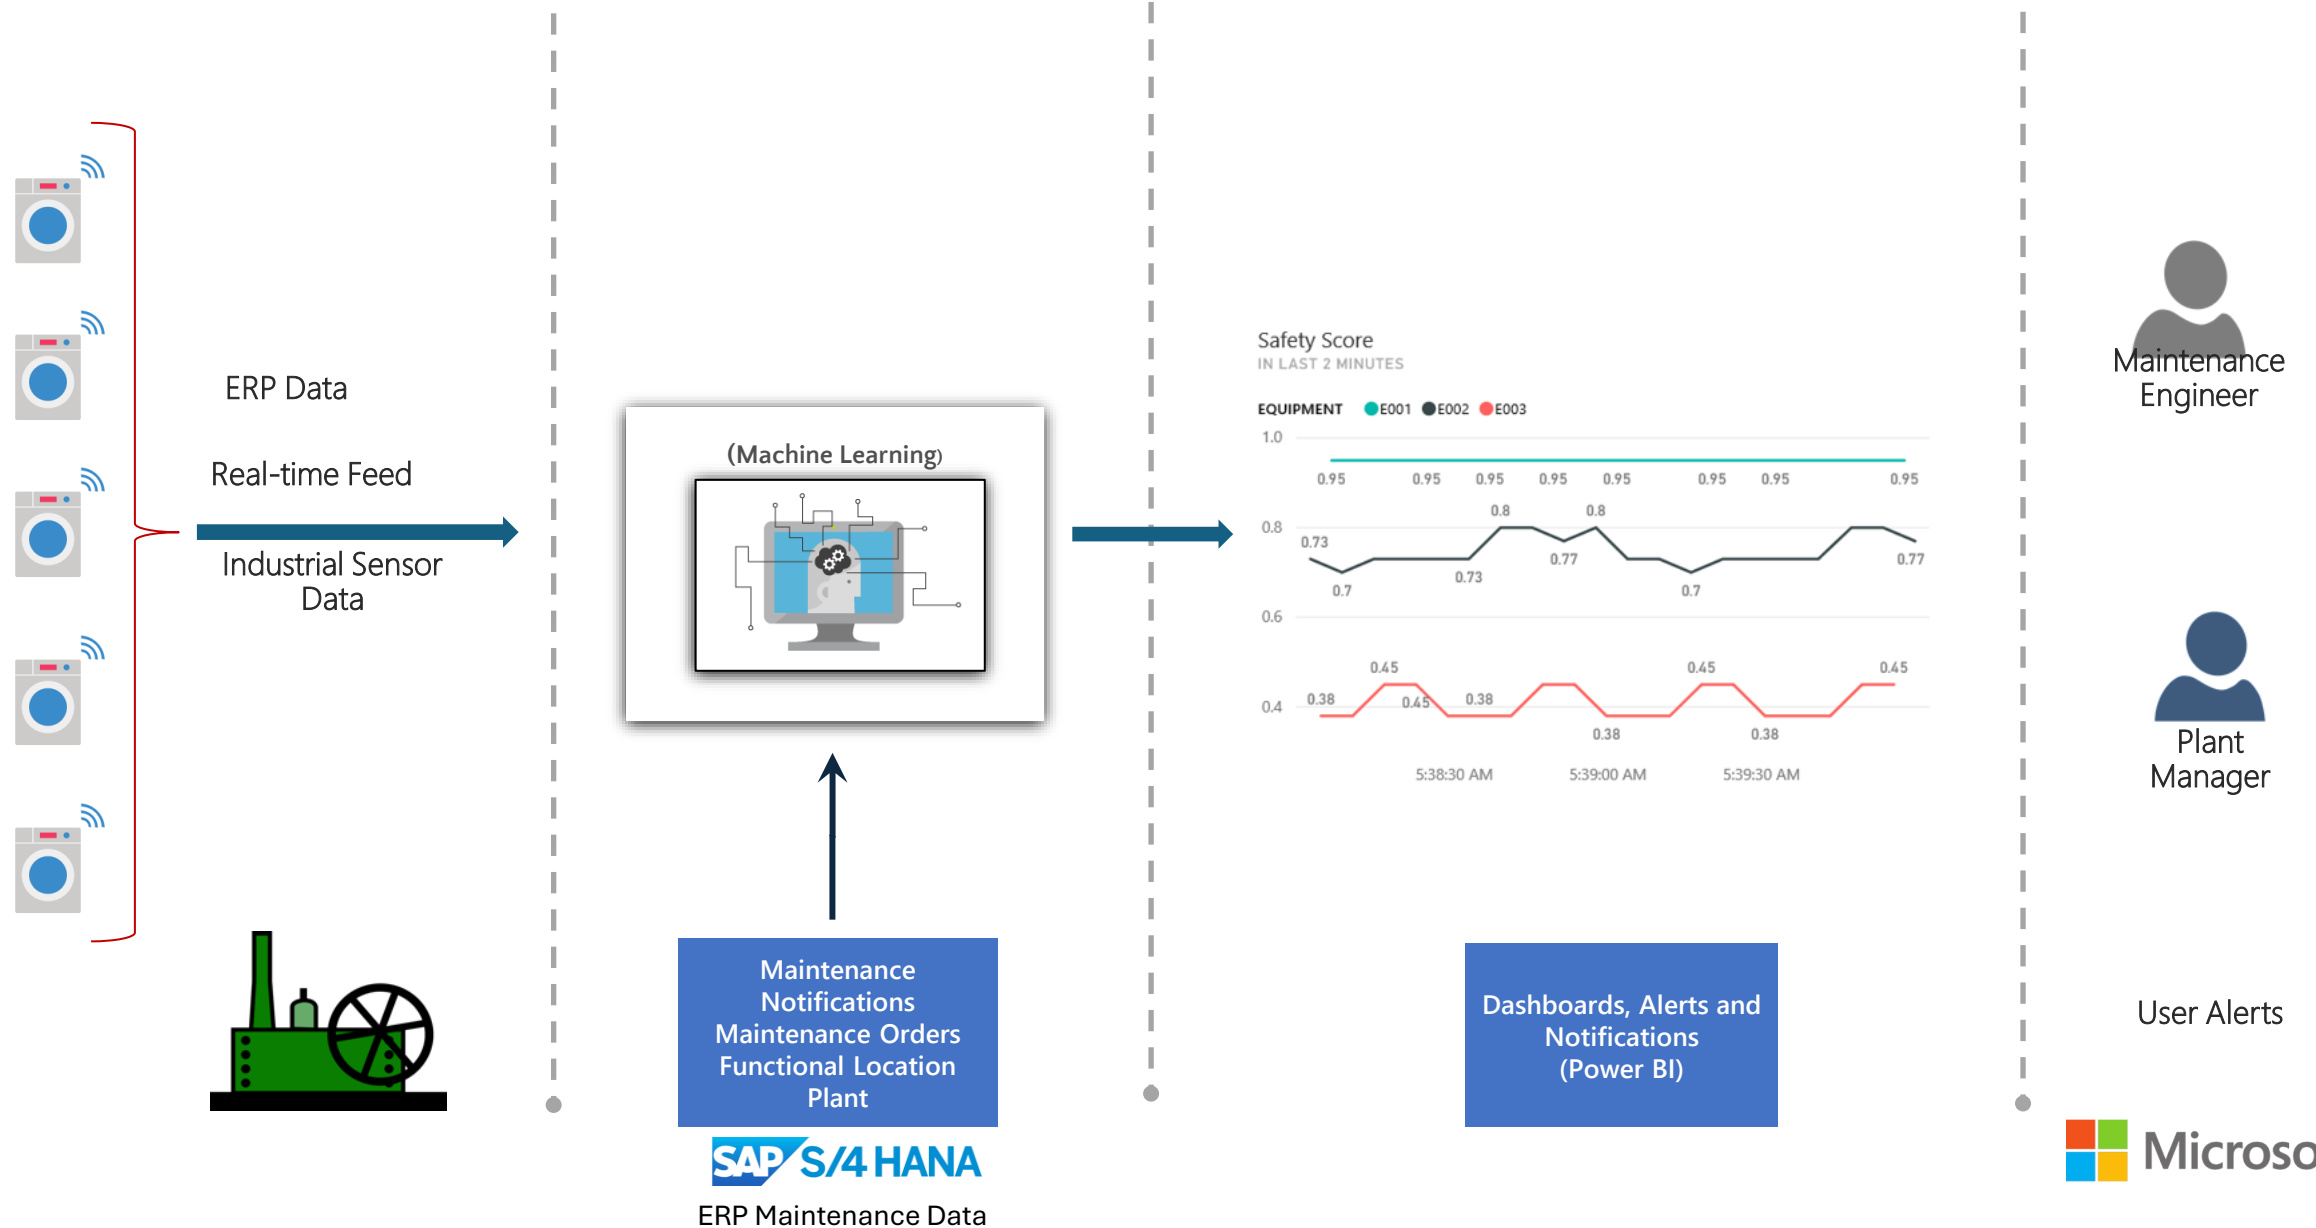 ERP Data
Real-time Feed
Industrial Sensor
Data
(Machine Learning)
Maintenance
Notifications
Maintenance Orders
Functional Location
Plant
SAP S/4HANA
ERP Maintenance Data
Safety Score
IN LAST 2 MINUTES
EQUIPMENT E001 E002 E003
1.0
0.95 0.95 0.95 0.95 0.95 0.95 0.95 0.95
0.8 0.8
0.8
0.73
0.77 0.77
0.73
0.7 0.7
0.6
0.45 0.45 0.45
0.38 0.45 0.38
0.4
0.38 0.38
5:38:30 AM 5:39:00 AM 5:39:30 AM
Dashboards, Alerts and
Notifications
(Power BI)
Maintenance
Engineer
Plant
Manager
User Alerts
Microso